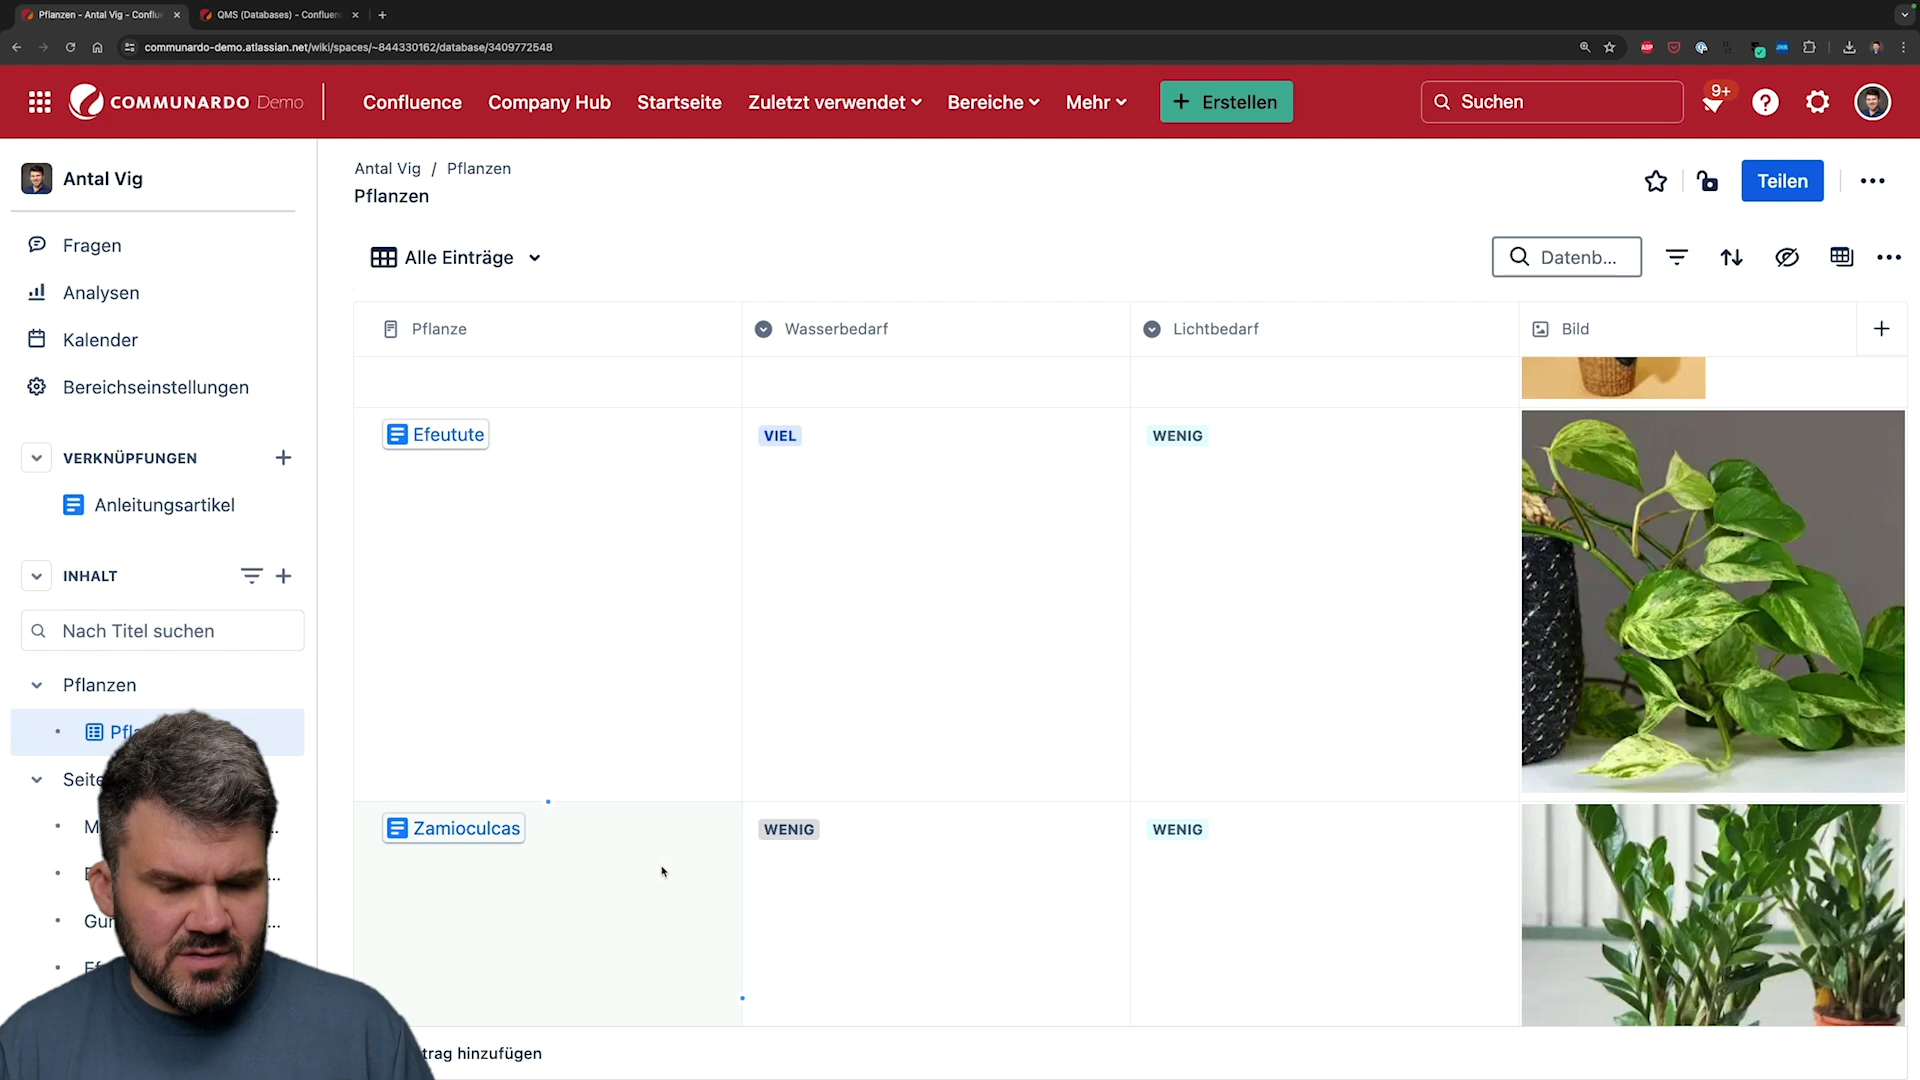 Pflanzen - Antal Vig - Conflu
QMS (Databases) - Confluen
communardo-demo.atlassian.net/wiki/spaces/~844330162/database/3409772548
COMMUNARDO Demo
Confluence
Company Hub
Startseite
Zuletzt verwendet
Bereiche
Mehr
+ Erstellen
Suchen
9+
Antal Vig
Antal Vig / Pflanzen
Pflanzen
Teilen
Fragen
Analysen
Kalender
Bereichseinstellungen
VERKNÜPFUNGEN
Anleitungsartikel
INHALT
Nach Titel suchen
Pflanzen
Pfla
Seite
M
Gu
Alle Einträge
Datenb...
Pflanze
Wasserbedarf
Lichtbedarf
Bild
Efeutute
VIEL
WENIG
Zamioculcas
WENIG
WENIG
trag hinzufügen